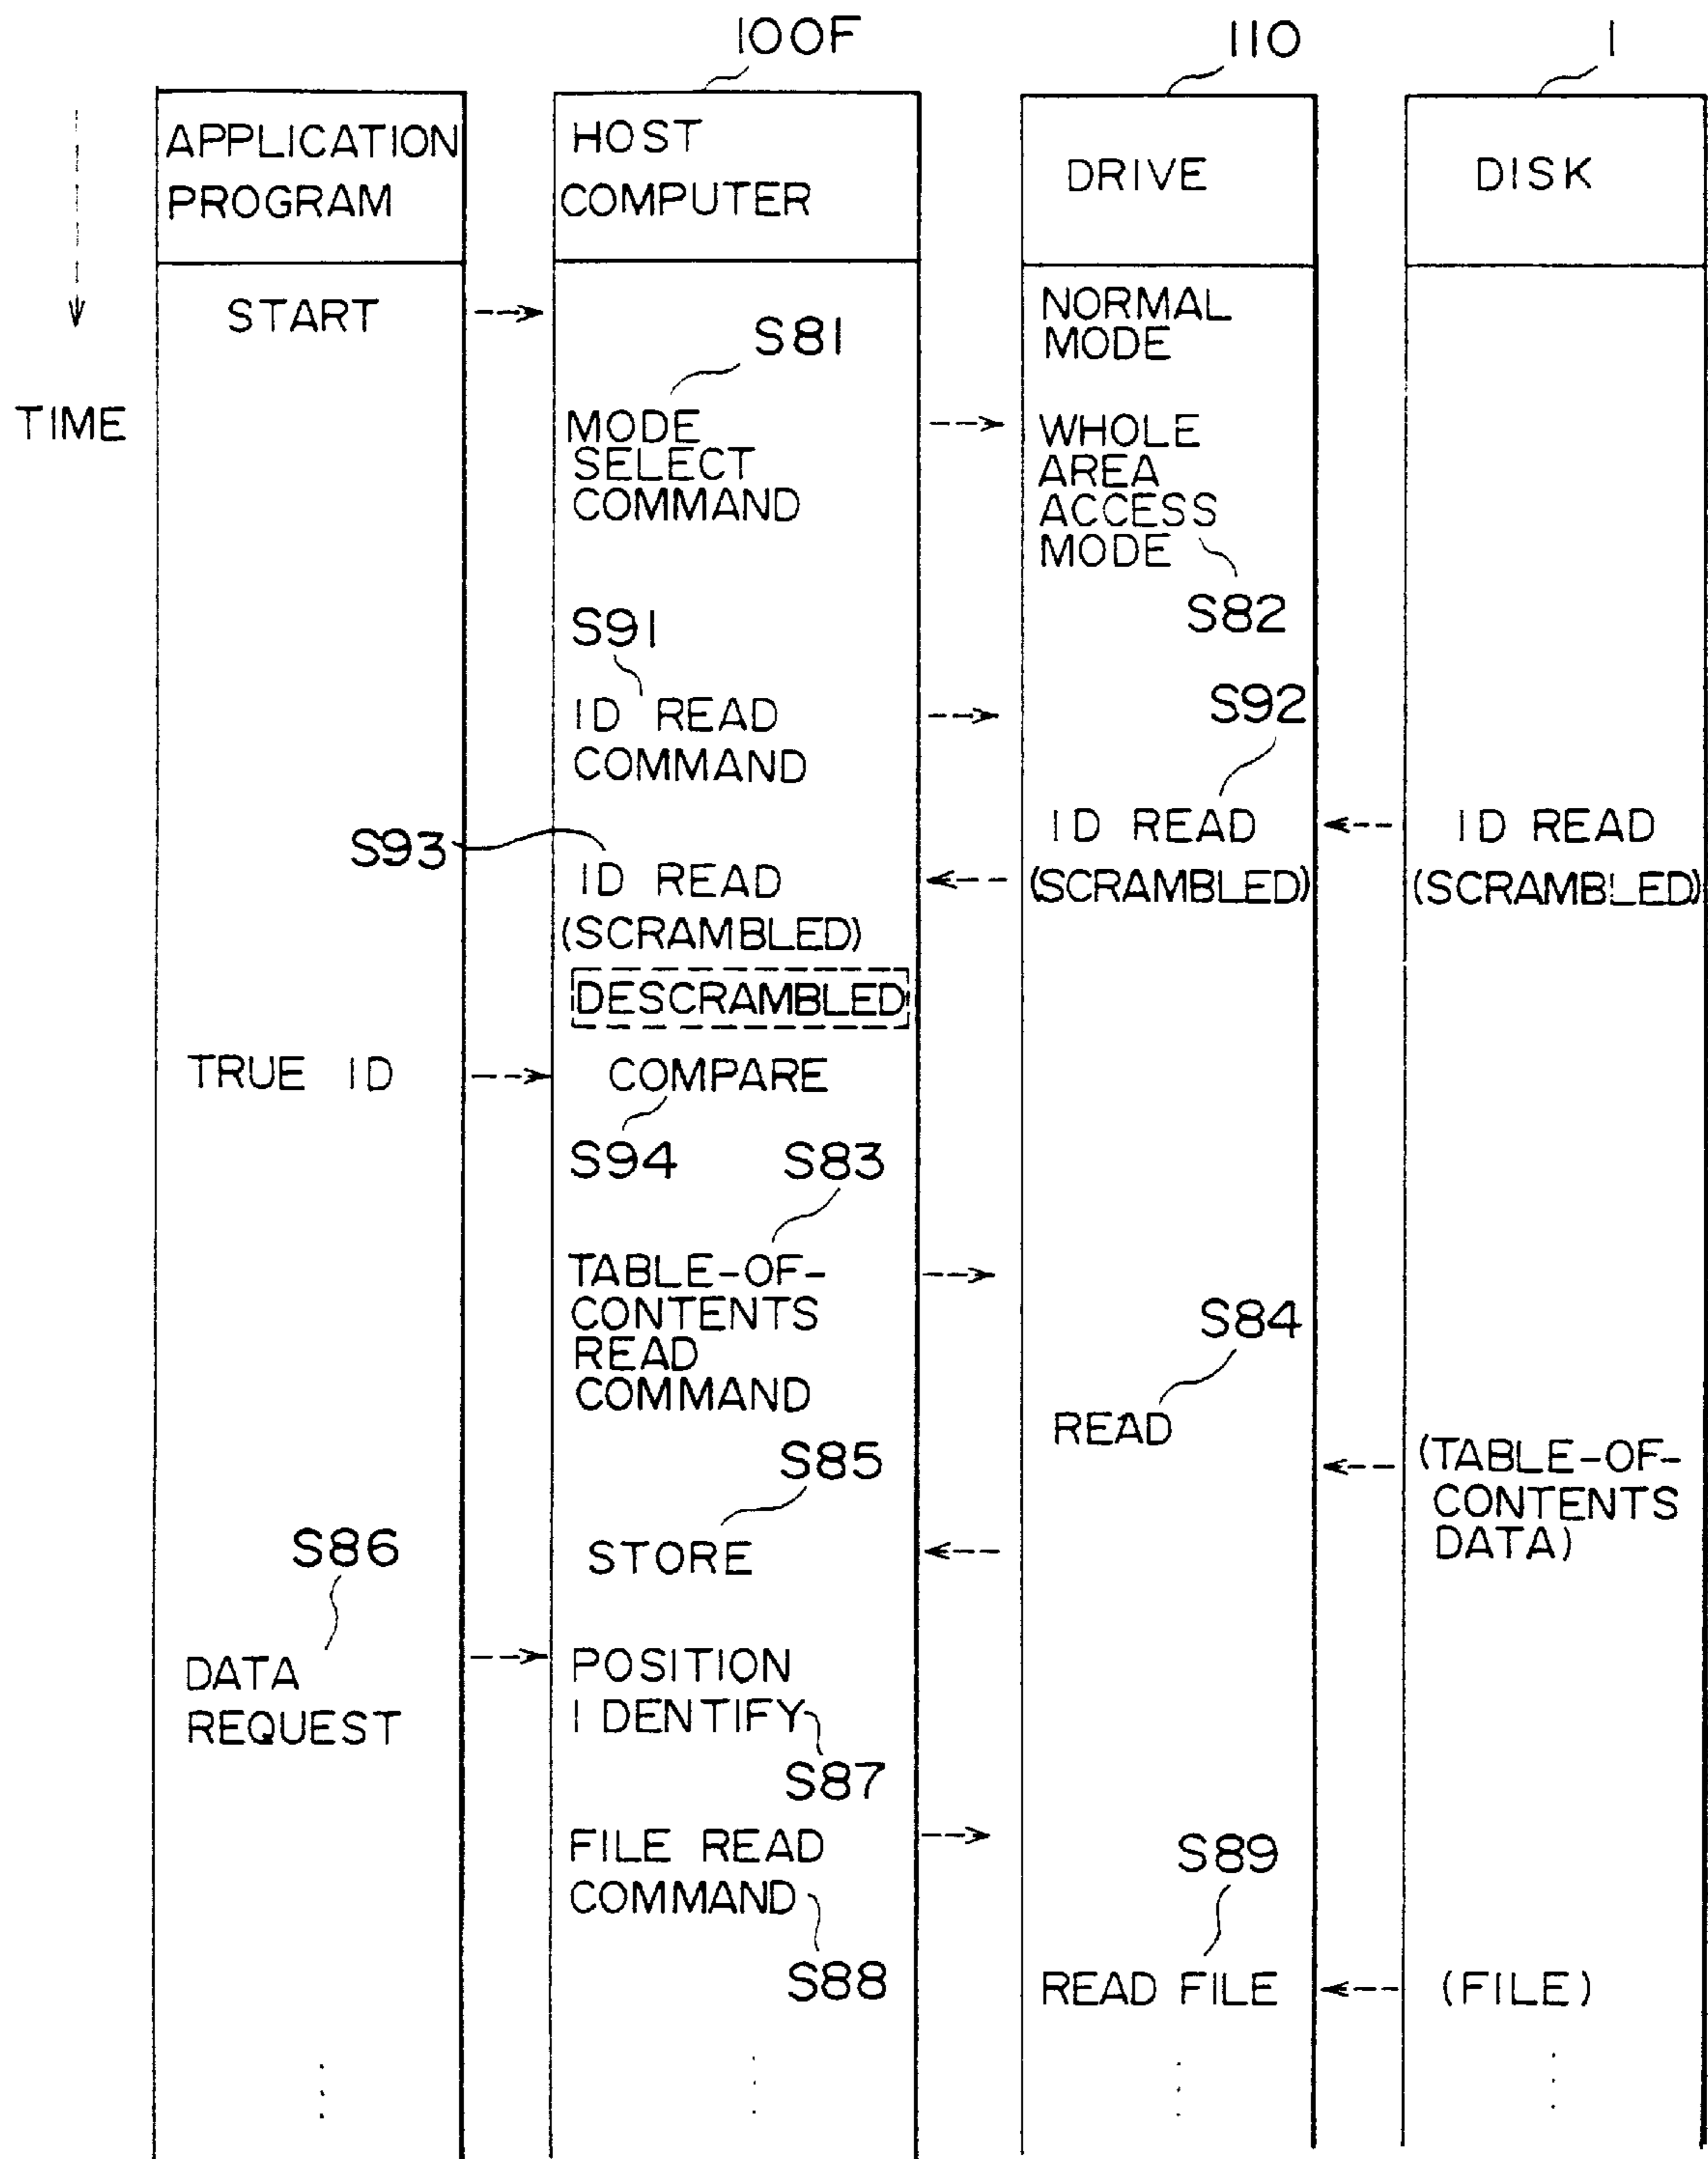 100F
110
1
APPLICATION
PROGRAM
HOST
COMPUTER
DRIVE
DISK
START
NORMAL
MODE
S81
TIME
MODE
SELECT
COMMAND
WHOLE
AREA
ACCESS
MODE
S82
S91
ID READ
COMMAND
S92
ID READ
(SCRAMBLED)
ID READ
(SCRAMBLED)
S93
ID READ
(SCRAMBLED)
DESCRAMBLED
TRUE ID
COMPARE
S94
S83
TABLE-OF-
CONTENTS
READ
COMMAND
S84
READ
(TABLE-OF-
CONTENTS
DATA)
S85
STORE
S86
DATA
REQUEST
POSITION
IDENTIFY
S87
FILE READ
COMMAND
S88
S89
READ FILE
(FILE)